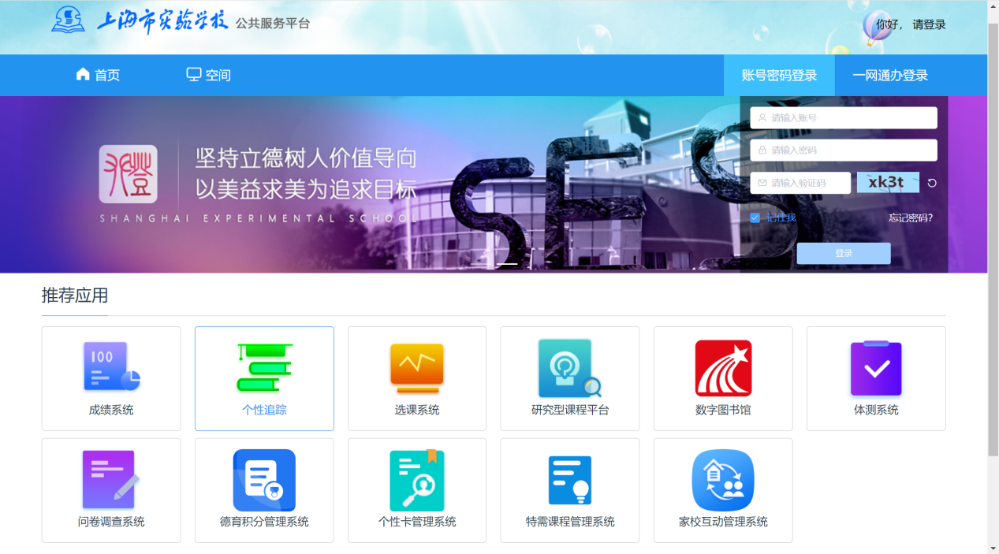 上海市实验学校 公共服务平台
你好， 请登录
首页
空间
账号密码登录
一网通办登录
坚持立德树人价值导向
以美益求美为追求目标
SHANGHAI EXPERIMENTAL SCHOOL
SES
请输入账号
请输入密码
请输入验证码
xk3t
记住我
忘记密码?
登录
推荐应用
100
成绩系统
个性追踪
选课系统
研究型课程平台
数字图书馆
体测系统
问卷调查系统
德育积分管理系统
个性卡管理系统
特需课程管理系统
家校互动管理系统